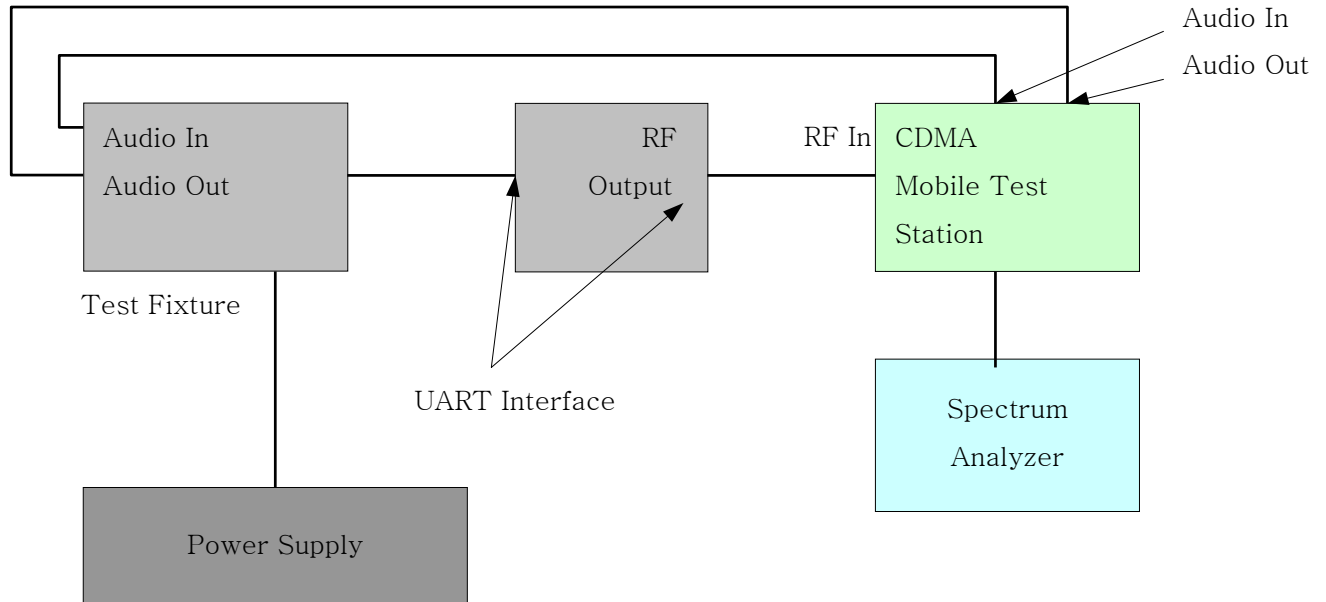 Audio In
Audio Out
Audio In
Audio Out
RF
Output
RF In
CDMA
Mobile Test
Station
Test Fixture
UART Interface
Spectrum
Analyzer
Power Supply